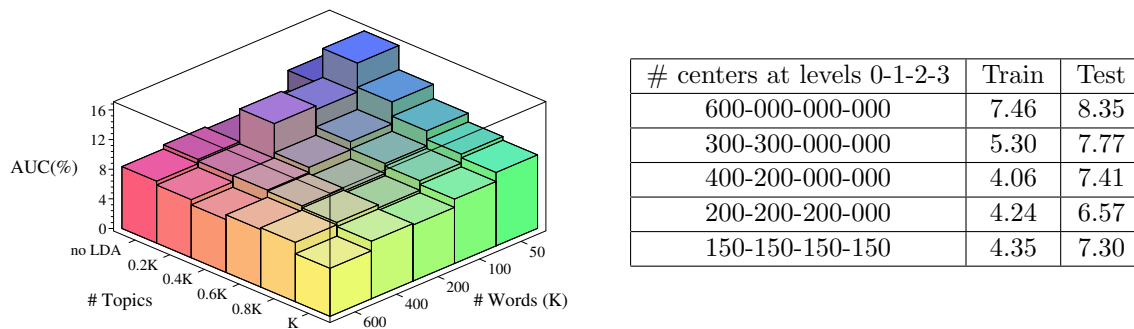 16
12
AUC(%)
8
4
0
no LDA
0.2K
0.4K
0.6K
0.8K
K
# Topics
50
100
200
400
600
# Words (K)
# centers at levels 0-1-2-3 Train Test
600-000-000-000 7.46 8.35
300-300-000-000 5.30 7.77
400-200-000-000 4.06 7.41
200-200-200-000 4.24 6.57
150-150-150-150 4.35 7.30